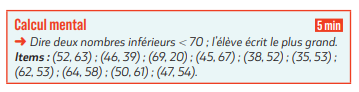 Calcul mental
5 min
➜ Dire deux nombres inférieurs < 70 ; l'élève écrit le plus grand.
Items : (52, 63) ; (46, 39) ; (69, 20) ; (45, 67) ; (38, 52) ; (35, 53) ;
(62, 53) ; (64, 58) ; (50, 61) ; (47, 54).